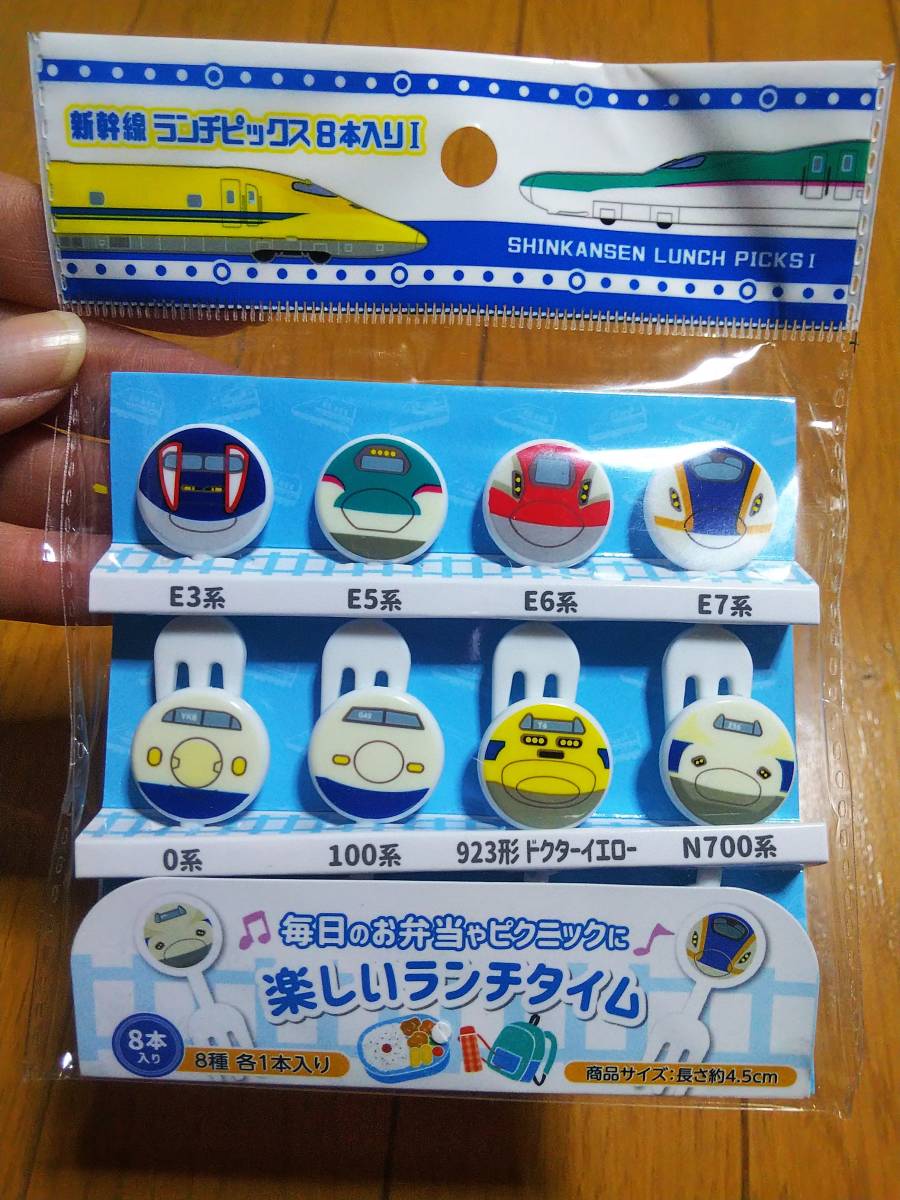 新幹線 ランチピックス8本入りI
SHINKANSEN LUNCH PICKS I
E3系
E5系
E6系
E7系
0系
100系
923形 ドクターイエロー
N700系
毎日のお弁当やピクニックに
楽しいランチタイム
8本
入り
8種 各1本入り
商品サイズ:長さ約4.5cm